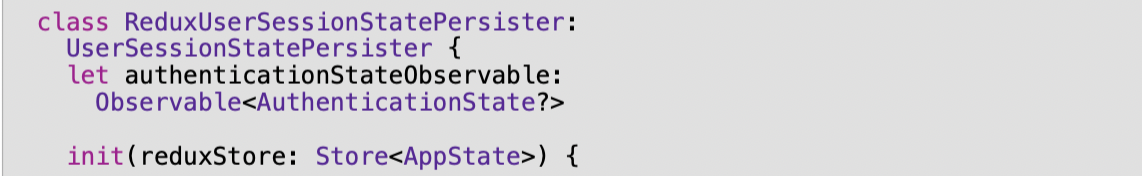 class ReduxUserSessionStatePersister:
UserSessionStatePersister {
let authenticationStateObservable:
Observable<AuthenticationState?>
init(reduxStore: Store<AppState>) {